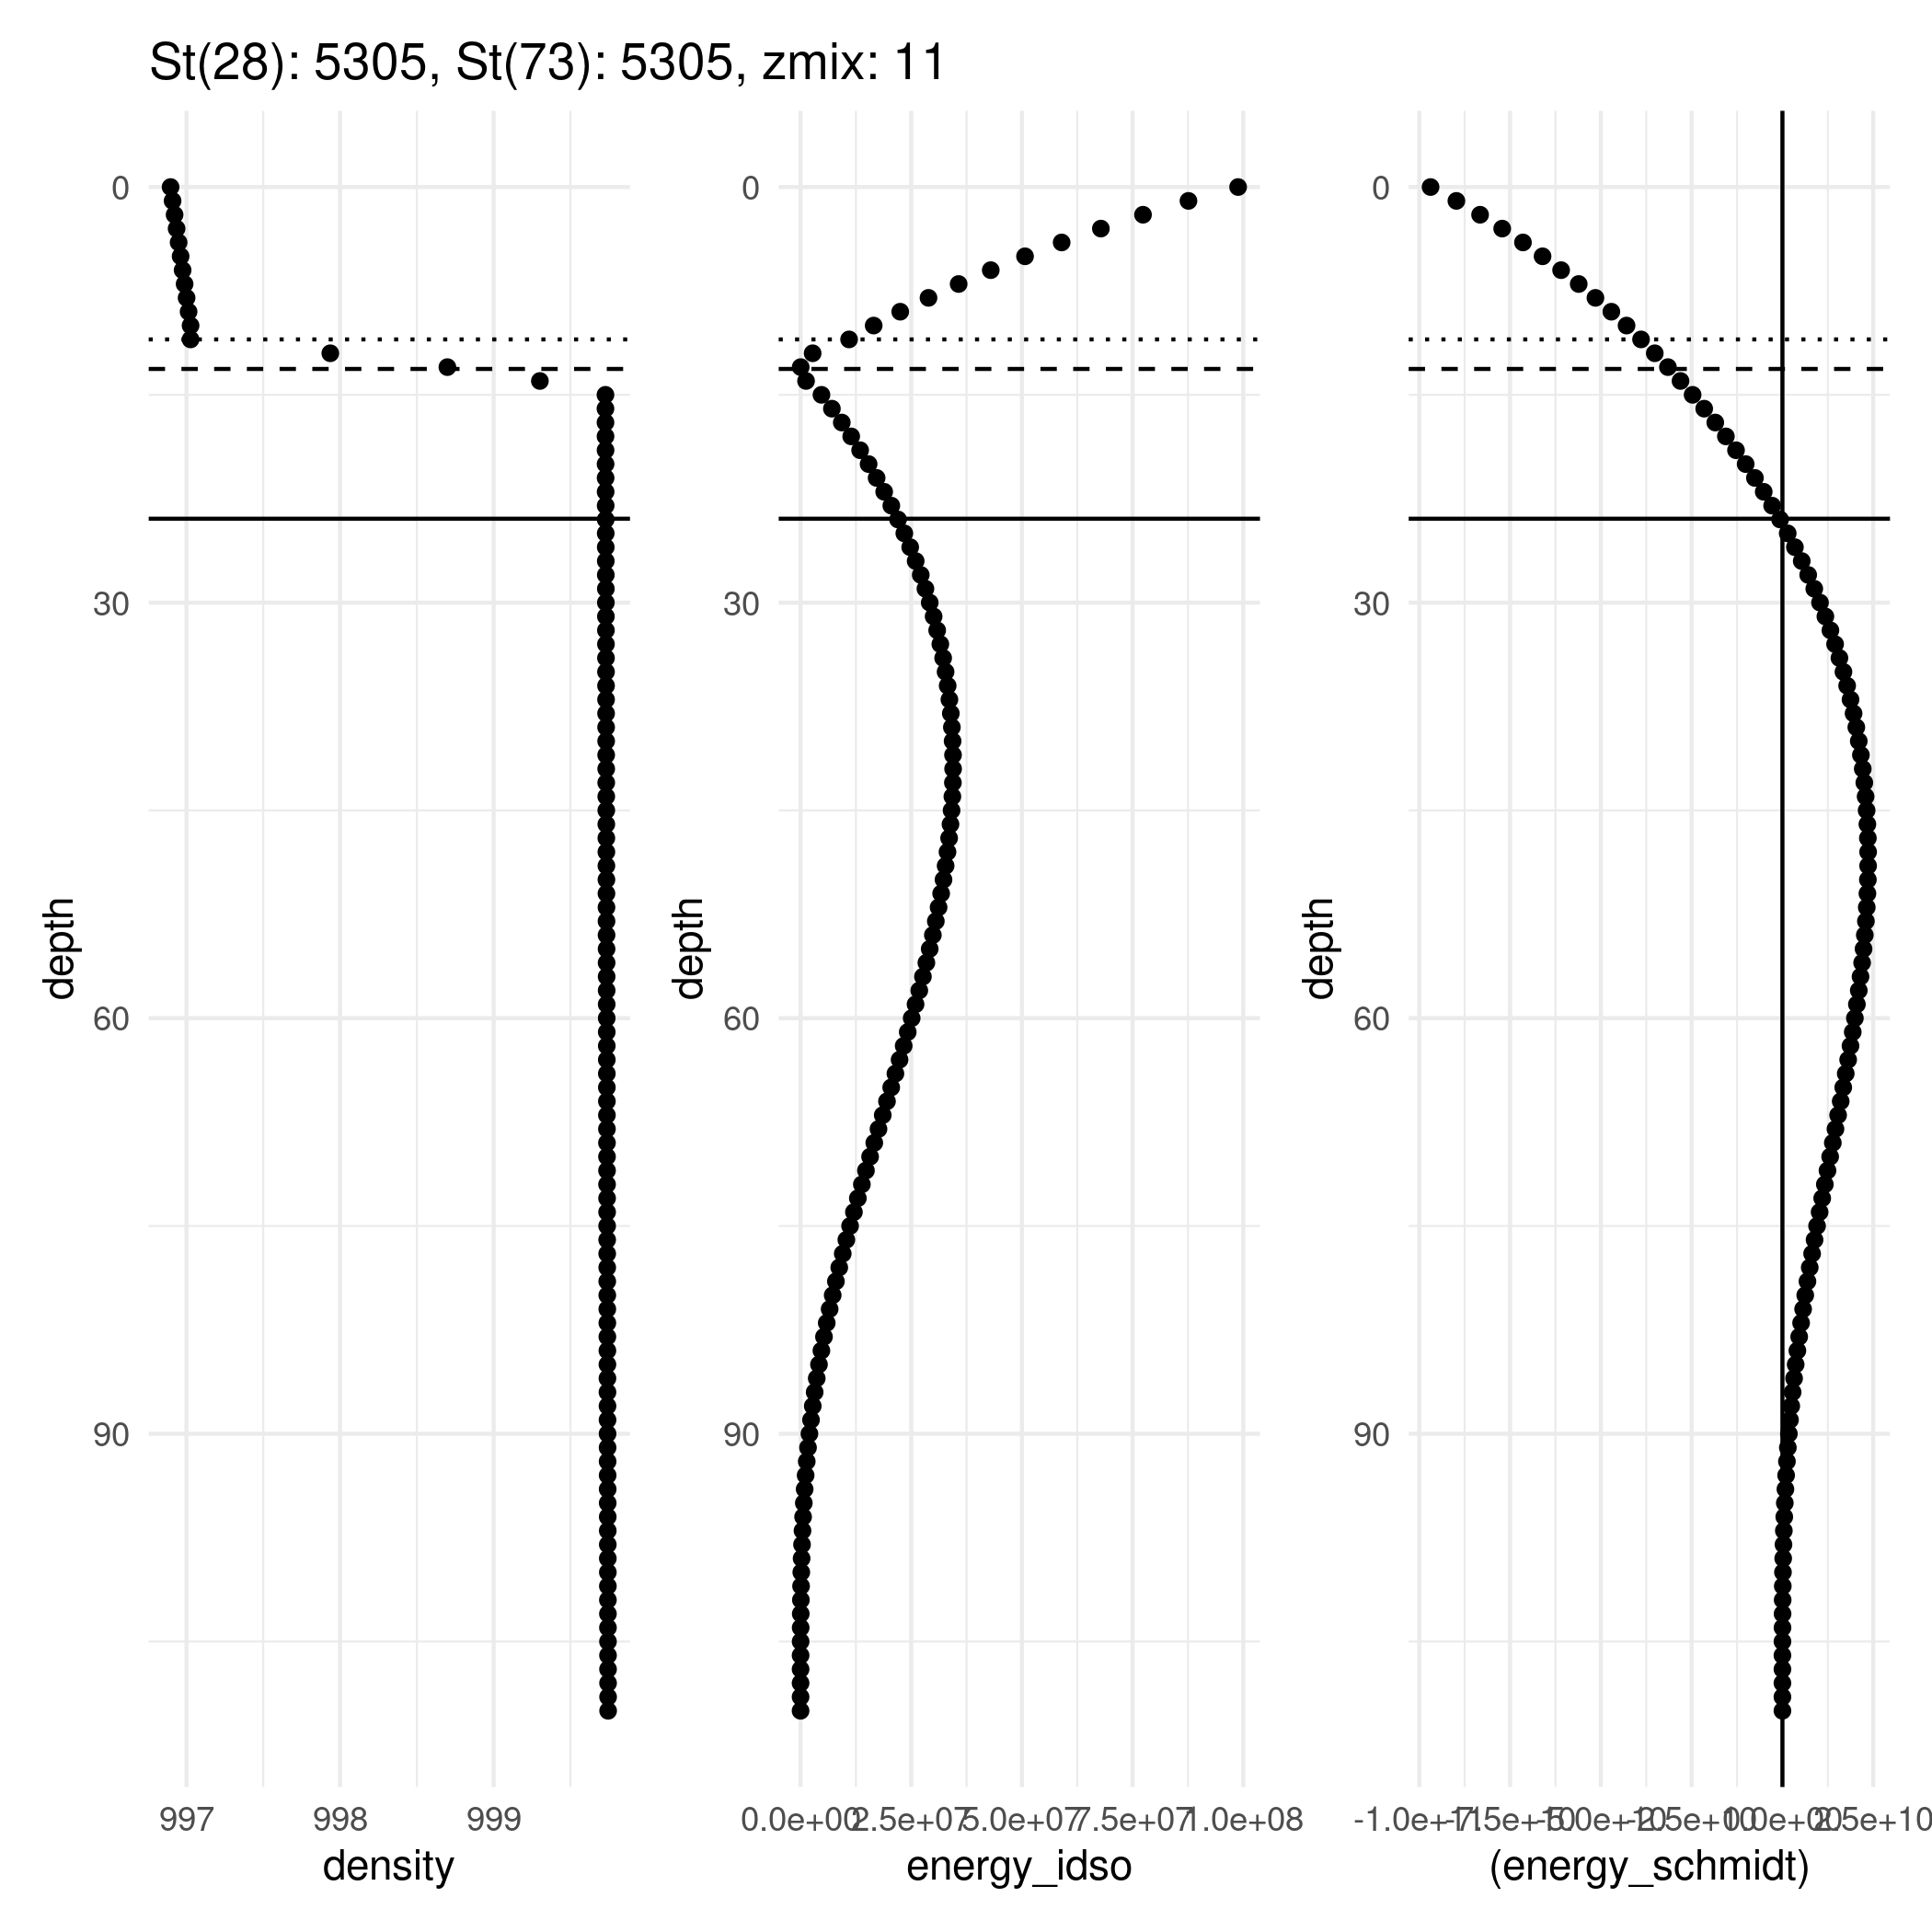 St(28): 5305, St(73): 5305, zmix: 11
0
30
60
90
depth
997
998
999
density
0
30
60
90
depth
0.0e+00
2.5e+07
5.0e+07
7.5e+07
1.0e+08
energy_idso
0
30
60
90
depth
-1.0e+11
-7.5e+10
-5.0e+10
-2.5e+10
0.0e+00
2.5e+10
(energy_schmidt)